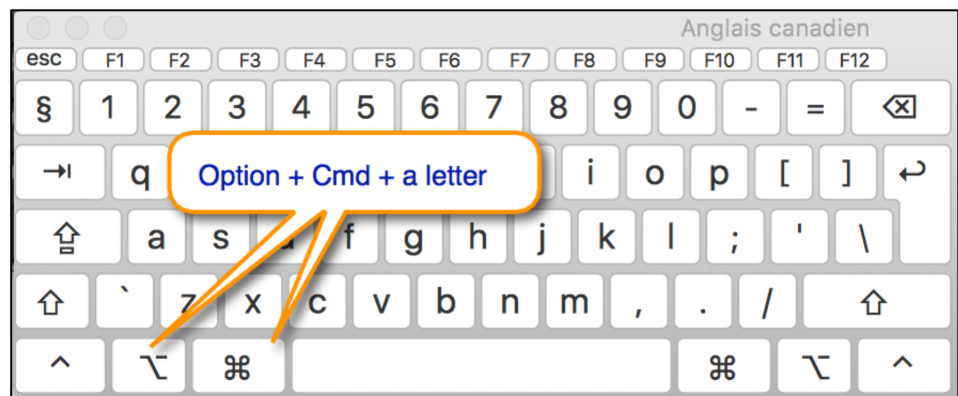 Anglais canadien
esc F1 F2 F3 F4 F5 F6 F7 F8 F9 F10 F11 F12
§ 1 2 3 4 5 6 7 8 9 0 - = ⌫
⇥ q i o p [ ] ↩
Option + Cmd + a letter
⇪ a s d f g h j k l ; ' \
⇧ ` z x c v b n m , . / ⇧
^ ⌥ ⌘ ⌘ ⌥ ^